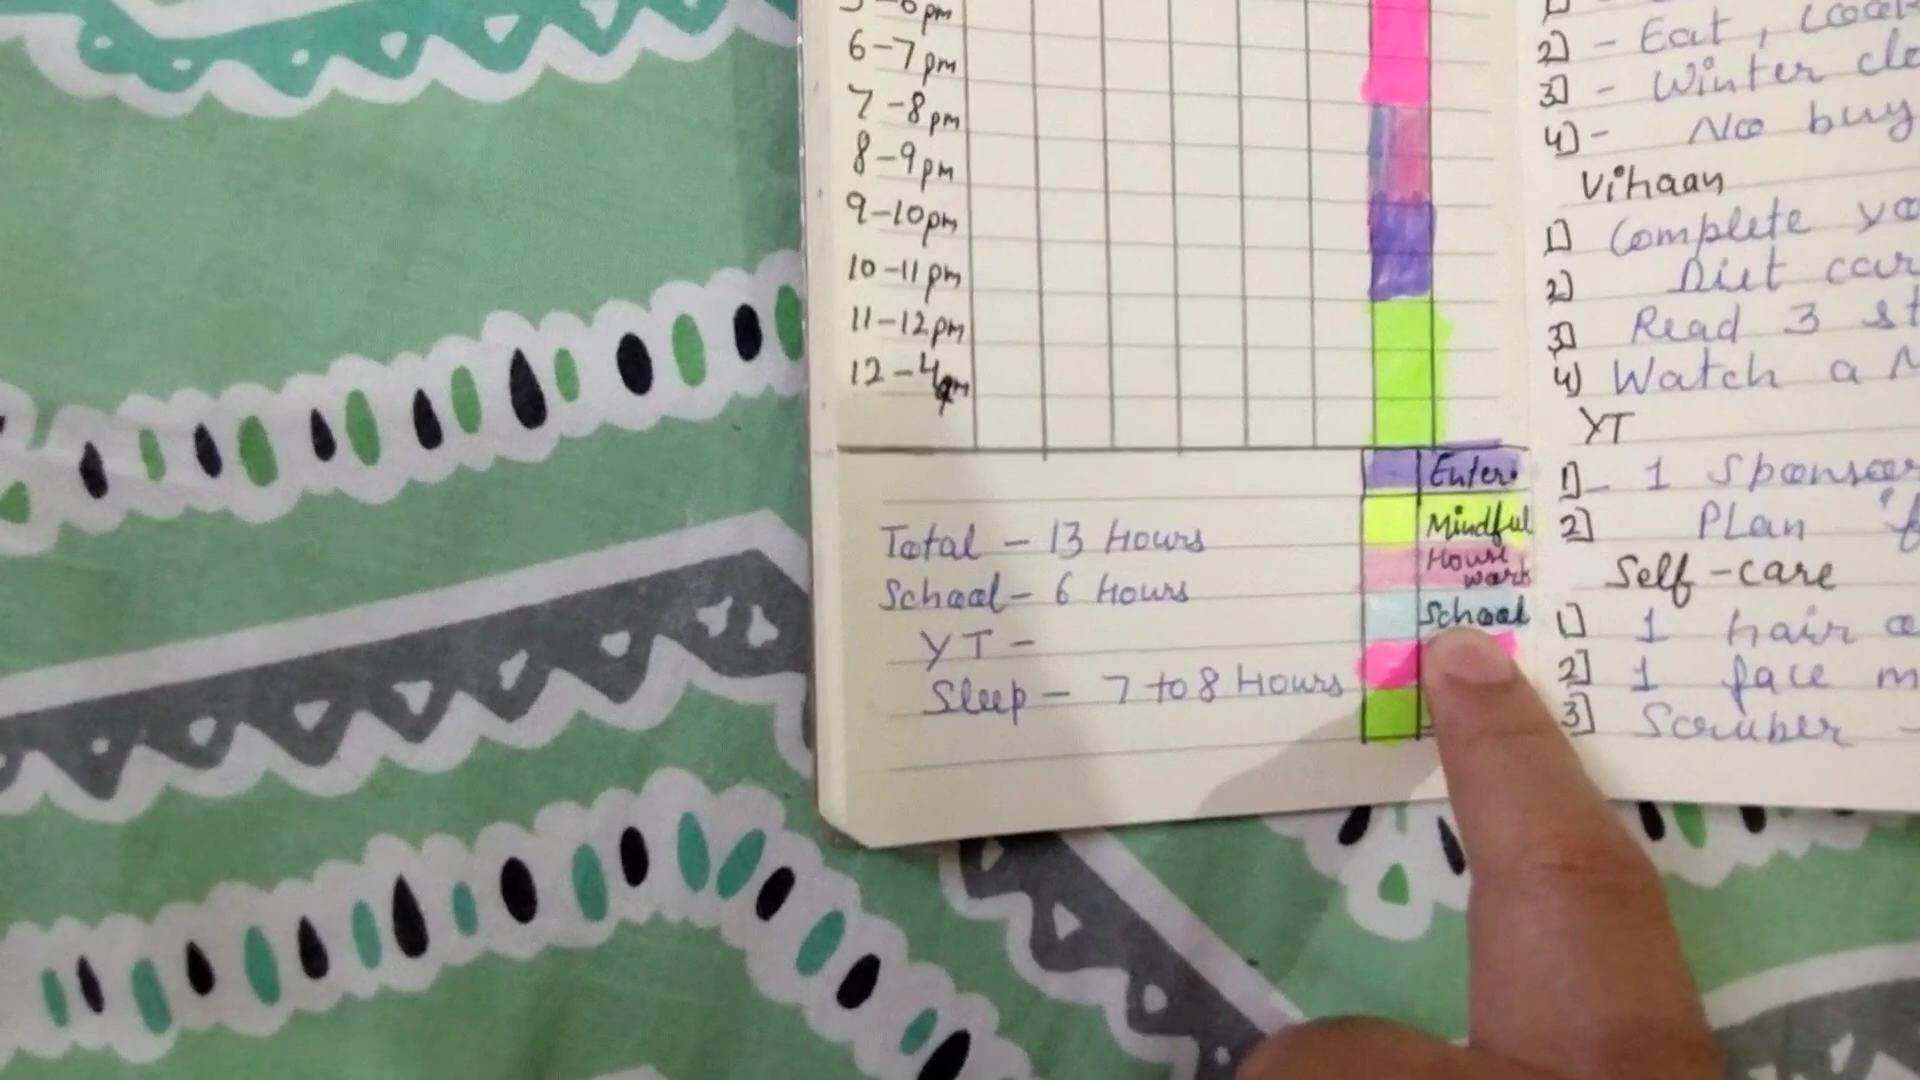 5-6pm
6-7pm
7-8pm
8-9pm
9-10pm
10-11pm
11-12pm
12-4am
Enter.
Mindful
House
work
School
Total - 13 Hours
School - 6 Hours
YT -
Sleep - 7 to 8 Hours
2] - Eat,
3] - Winter
4] - No buy
Vihaan
1] Complete
2] Diet
3] Read 3
4] Watch a
YT
1] - 1
2] Plan
Self-care
1] 1 hair
2] 1 face
3] Scruber -